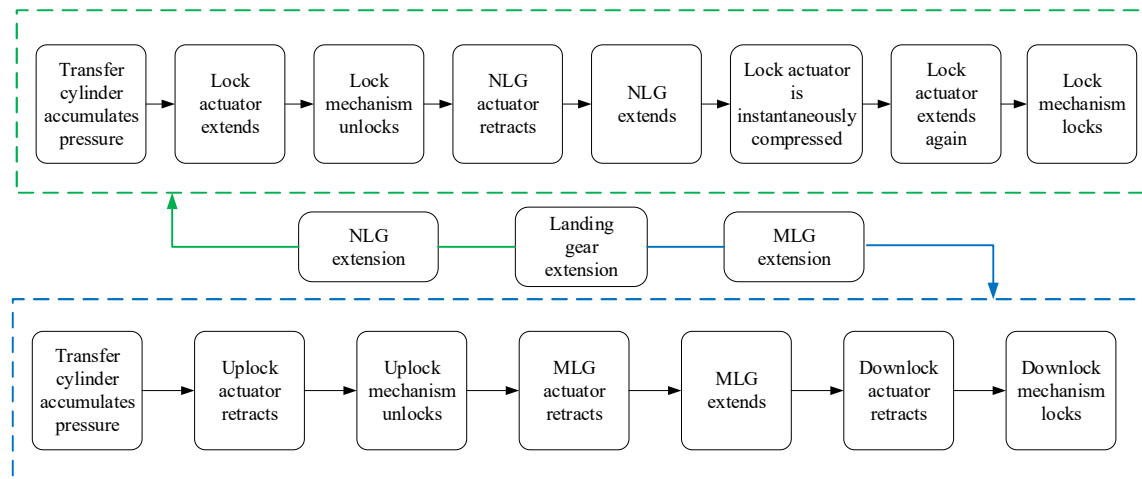 Transfer
cylinder
accumulates
pressure
Lock
actuator
extends
Lock
mechanism
unlocks
NLG
actuator
retracts
NLG
extends
Lock actuator
is
instantaneously
compressed
Lock
actuator
extends
again
Lock
mechanism
locks
NLG
extension
Landing
gear
extension
MLG
extension
Transfer
cylinder
accumulates
pressure
Uplock
actuator
retracts
Uplock
mechanism
unlocks
MLG
actuator
retracts
MLG
extends
Downlock
actuator
retracts
Downlock
mechanism
locks